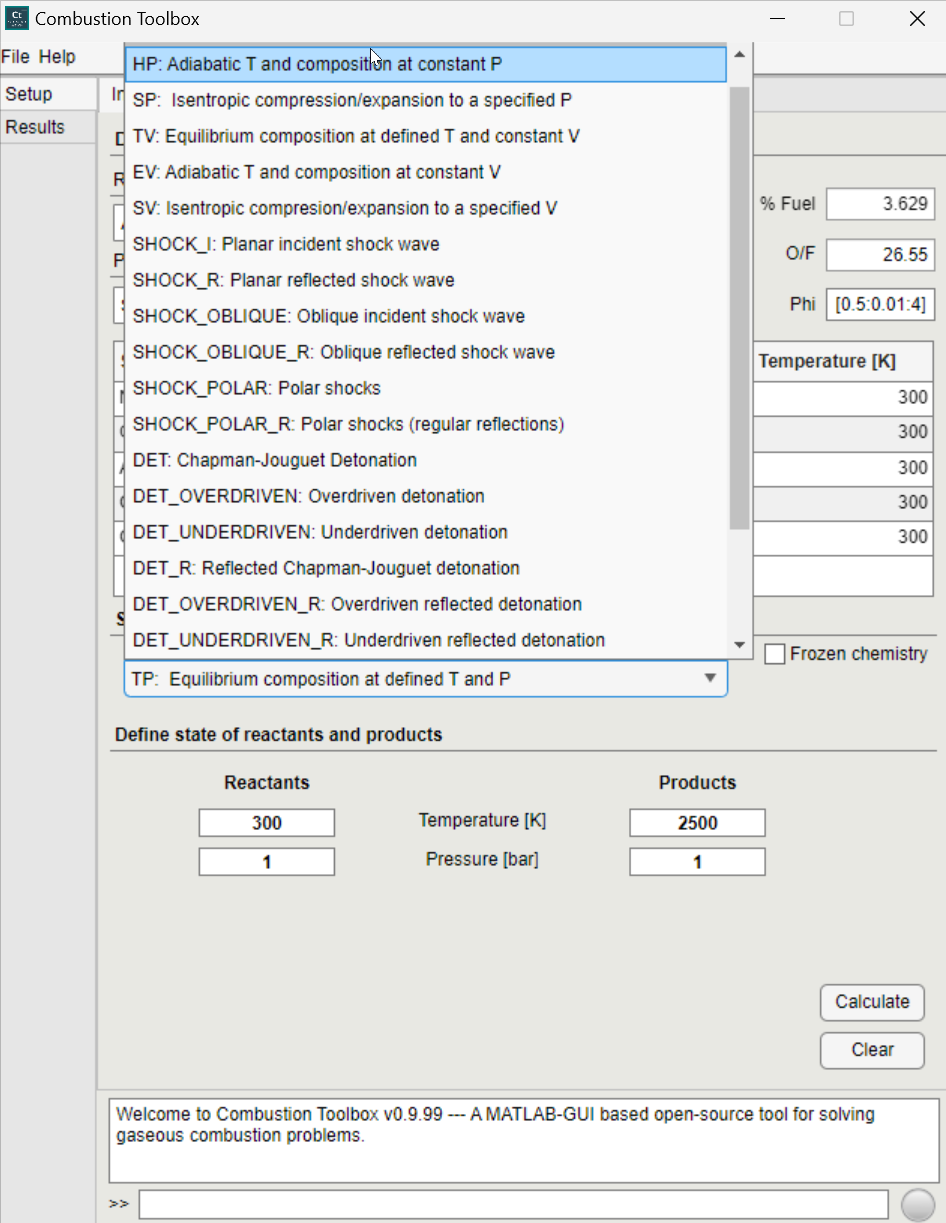 Ct
Combustion Toolbox
File Help
Setup
Results
HP: Adiabatic T and composition at constant P
SP: Isentropic compression/expansion to a specified P
TV: Equilibrium composition at defined T and constant V
EV: Adiabatic T and composition at constant V
SV: Isentropic compresion/expansion to a specified V
SHOCK_I: Planar incident shock wave
SHOCK_R: Planar reflected shock wave
SHOCK_OBLIQUE: Oblique incident shock wave
SHOCK_OBLIQUE_R: Oblique reflected shock wave
SHOCK_POLAR: Polar shocks
SHOCK_POLAR_R: Polar shocks (regular reflections)
DET: Chapman-Jouguet Detonation
DET_OVERDRIVEN: Overdriven detonation
DET_UNDERDRIVEN: Underdriven detonation
DET_R: Reflected Chapman-Jouguet detonation
DET_OVERDRIVEN_R: Overdriven reflected detonation
DET_UNDERDRIVEN_R: Underdriven reflected detonation
% Fuel 3.629
O/F 26.55
Phi [0.5:0.01:4]
Temperature [K]
300
300
300
300
300
Frozen chemistry
TP: Equilibrium composition at defined T and P
Define state of reactants and products
Reactants Products
300 Temperature [K] 2500
1 Pressure [bar] 1
Calculate
Clear
Welcome to Combustion Toolbox v0.9.99 --- A MATLAB-GUI based open-source tool for solving
gaseous combustion problems.
>>